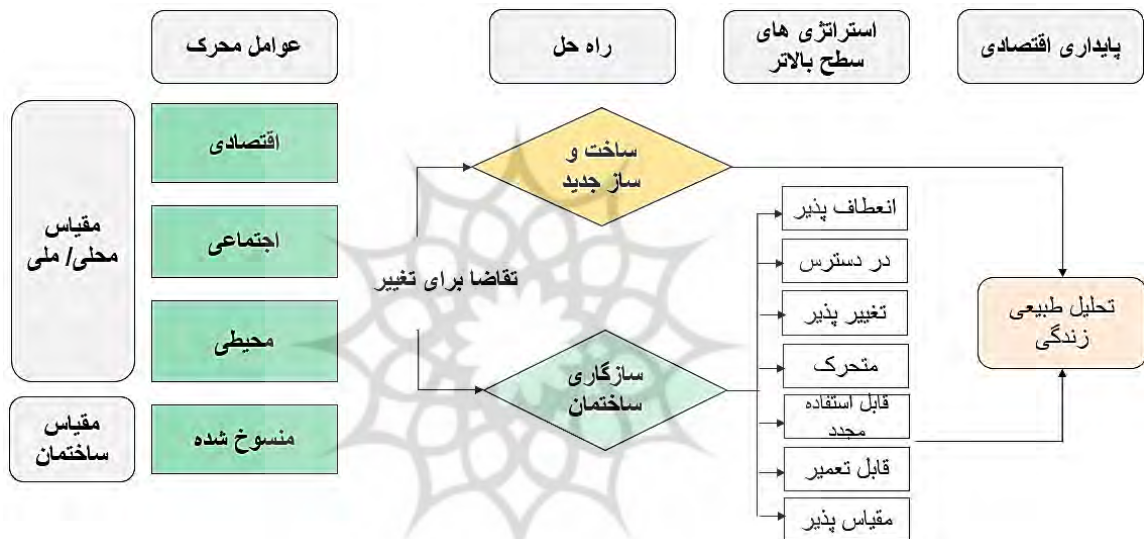 عوامل محرک
راه حل
استراتژی های
سطح بالاتر
پایداری اقتصادی
مقیاس
محلی/ ملی
مقیاس
ساختمان
اقتصادی
اجتماعی
محیطی
منسوخ شده
تقاضا برای تغییر
ساخت و
ساز جدید
سازگاری
ساختمان
انعطاف پذیر
در دسترس
تغییر پذیر
متحرک
قابل استفاده
مجدد
قابل تعمیر
مقیاس پذیر
تحلیل طبیعی
زندگی